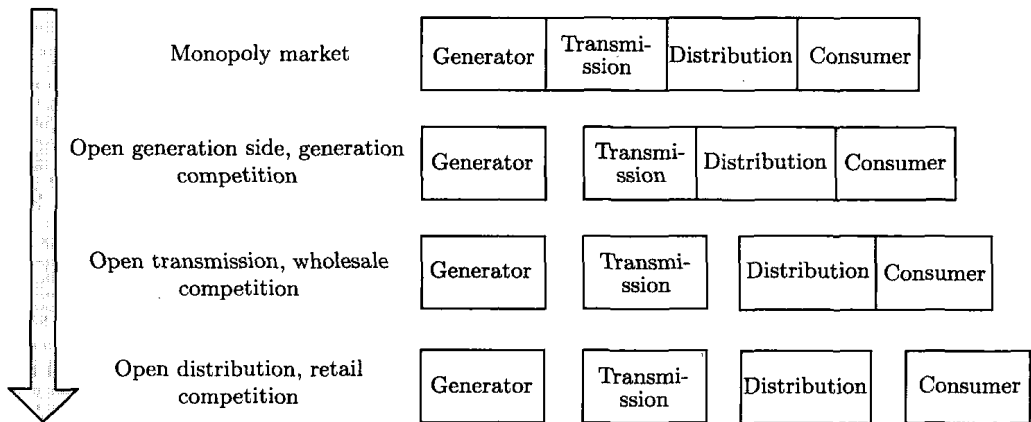 Monopoly market
Generator
Transmi-
ssion
Distribution
Consumer
Open generation side, generation
competition
Generator
Transmi-
ssion
Distribution
Consumer
Open transmission, wholesale
competition
Generator
Transmi-
ssion
Distribution
Consumer
Open distribution, retail
competition
Generator
Transmi-
ssion
Distribution
Consumer